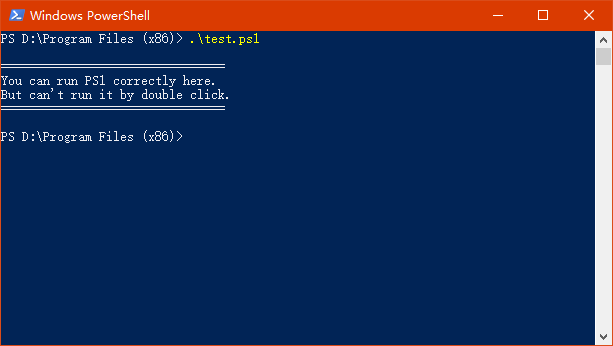 Windows PowerShell
PS D:\Program Files (x86)> .\test.ps1
================================
You can run PS1 correctly here.
But can't run it by double click.
================================
PS D:\Program Files (x86)>